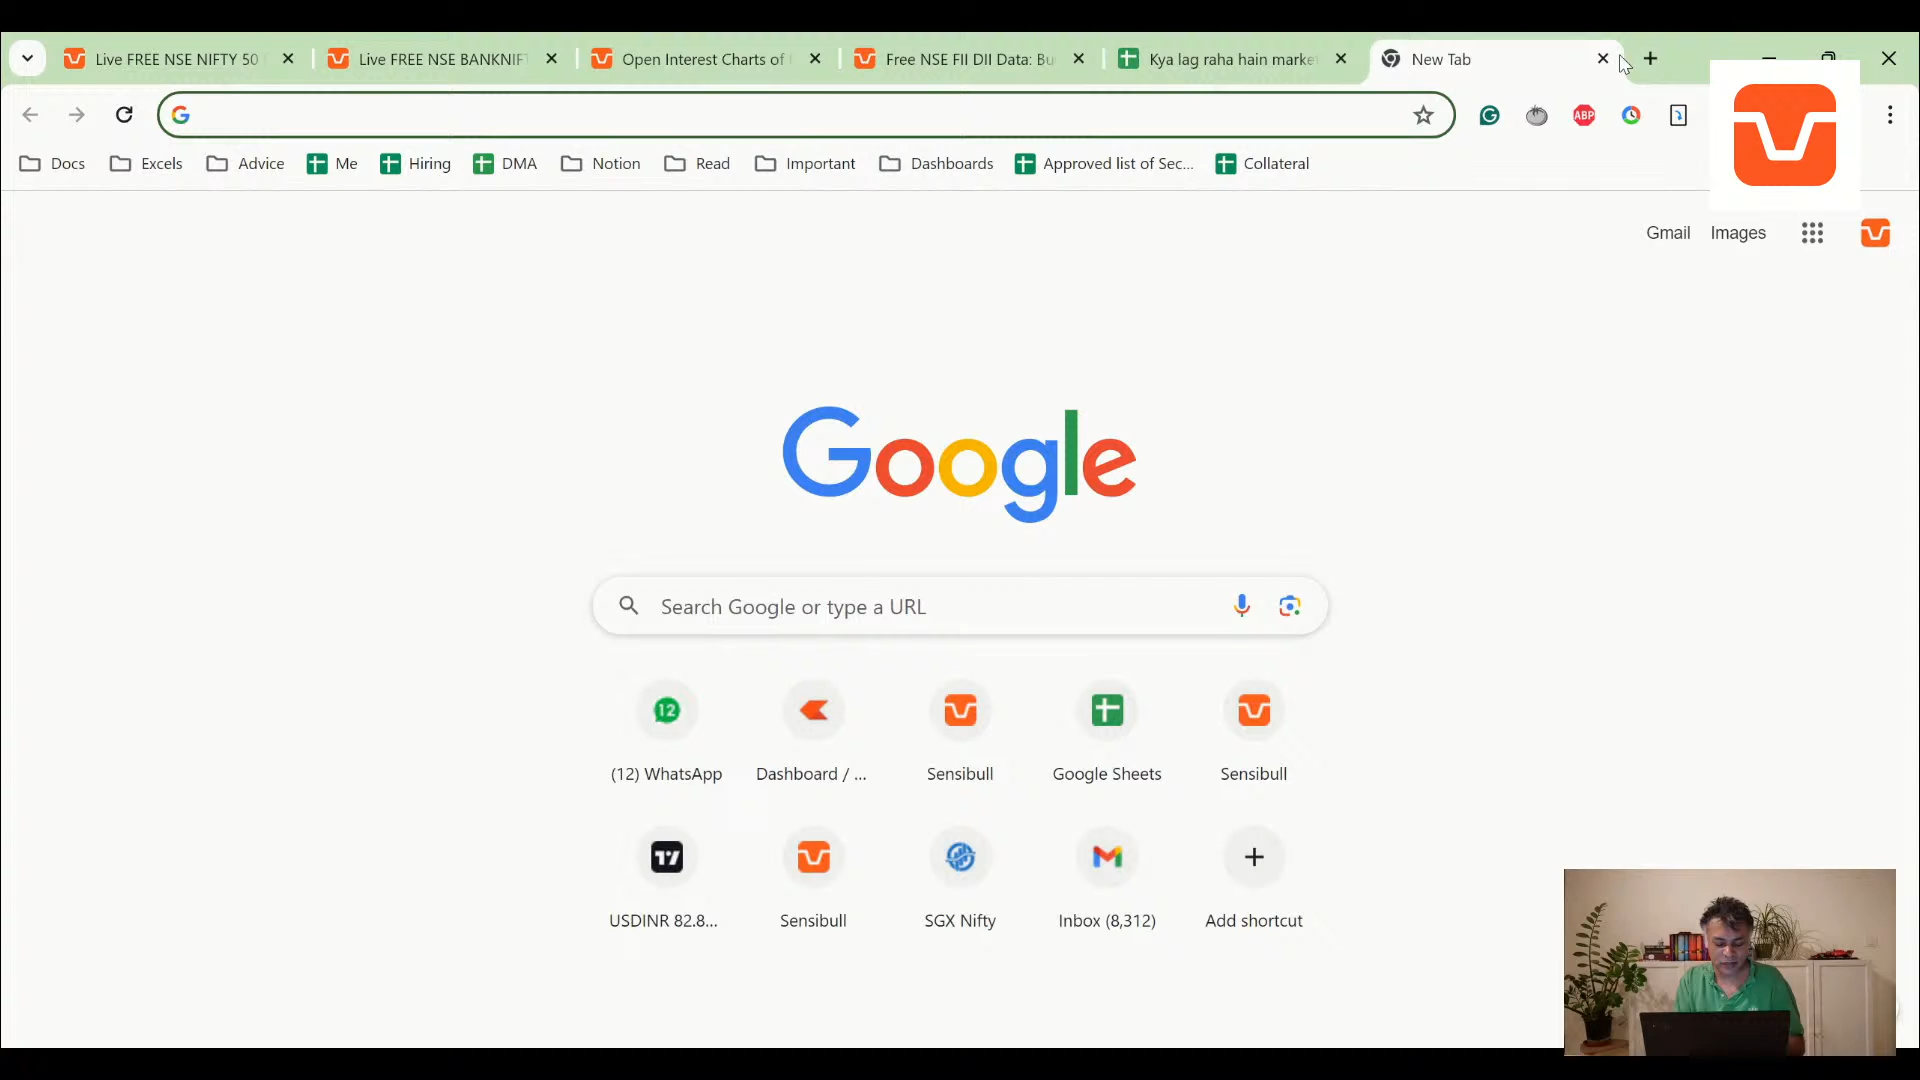 Live FREE NSE NIFTY 50
Live FREE NSE BANKNIFT
Open Interest Charts of
Free NSE FII DII Data: Bu
Kya lag raha hain marke
New Tab
ABP
Docs
Excels
Advice
Me
Hiring
DMA
Notion
Read
Important
Dashboards
Approved list of Sec...
Collateral
Gmail
Images
Google
Search Google or type a URL
12
(12) WhatsApp
Dashboard / ...
Sensibull
Google Sheets
Sensibull
USDINR 82.8...
Sensibull
SGX Nifty
Inbox (8,312)
Add shortcut